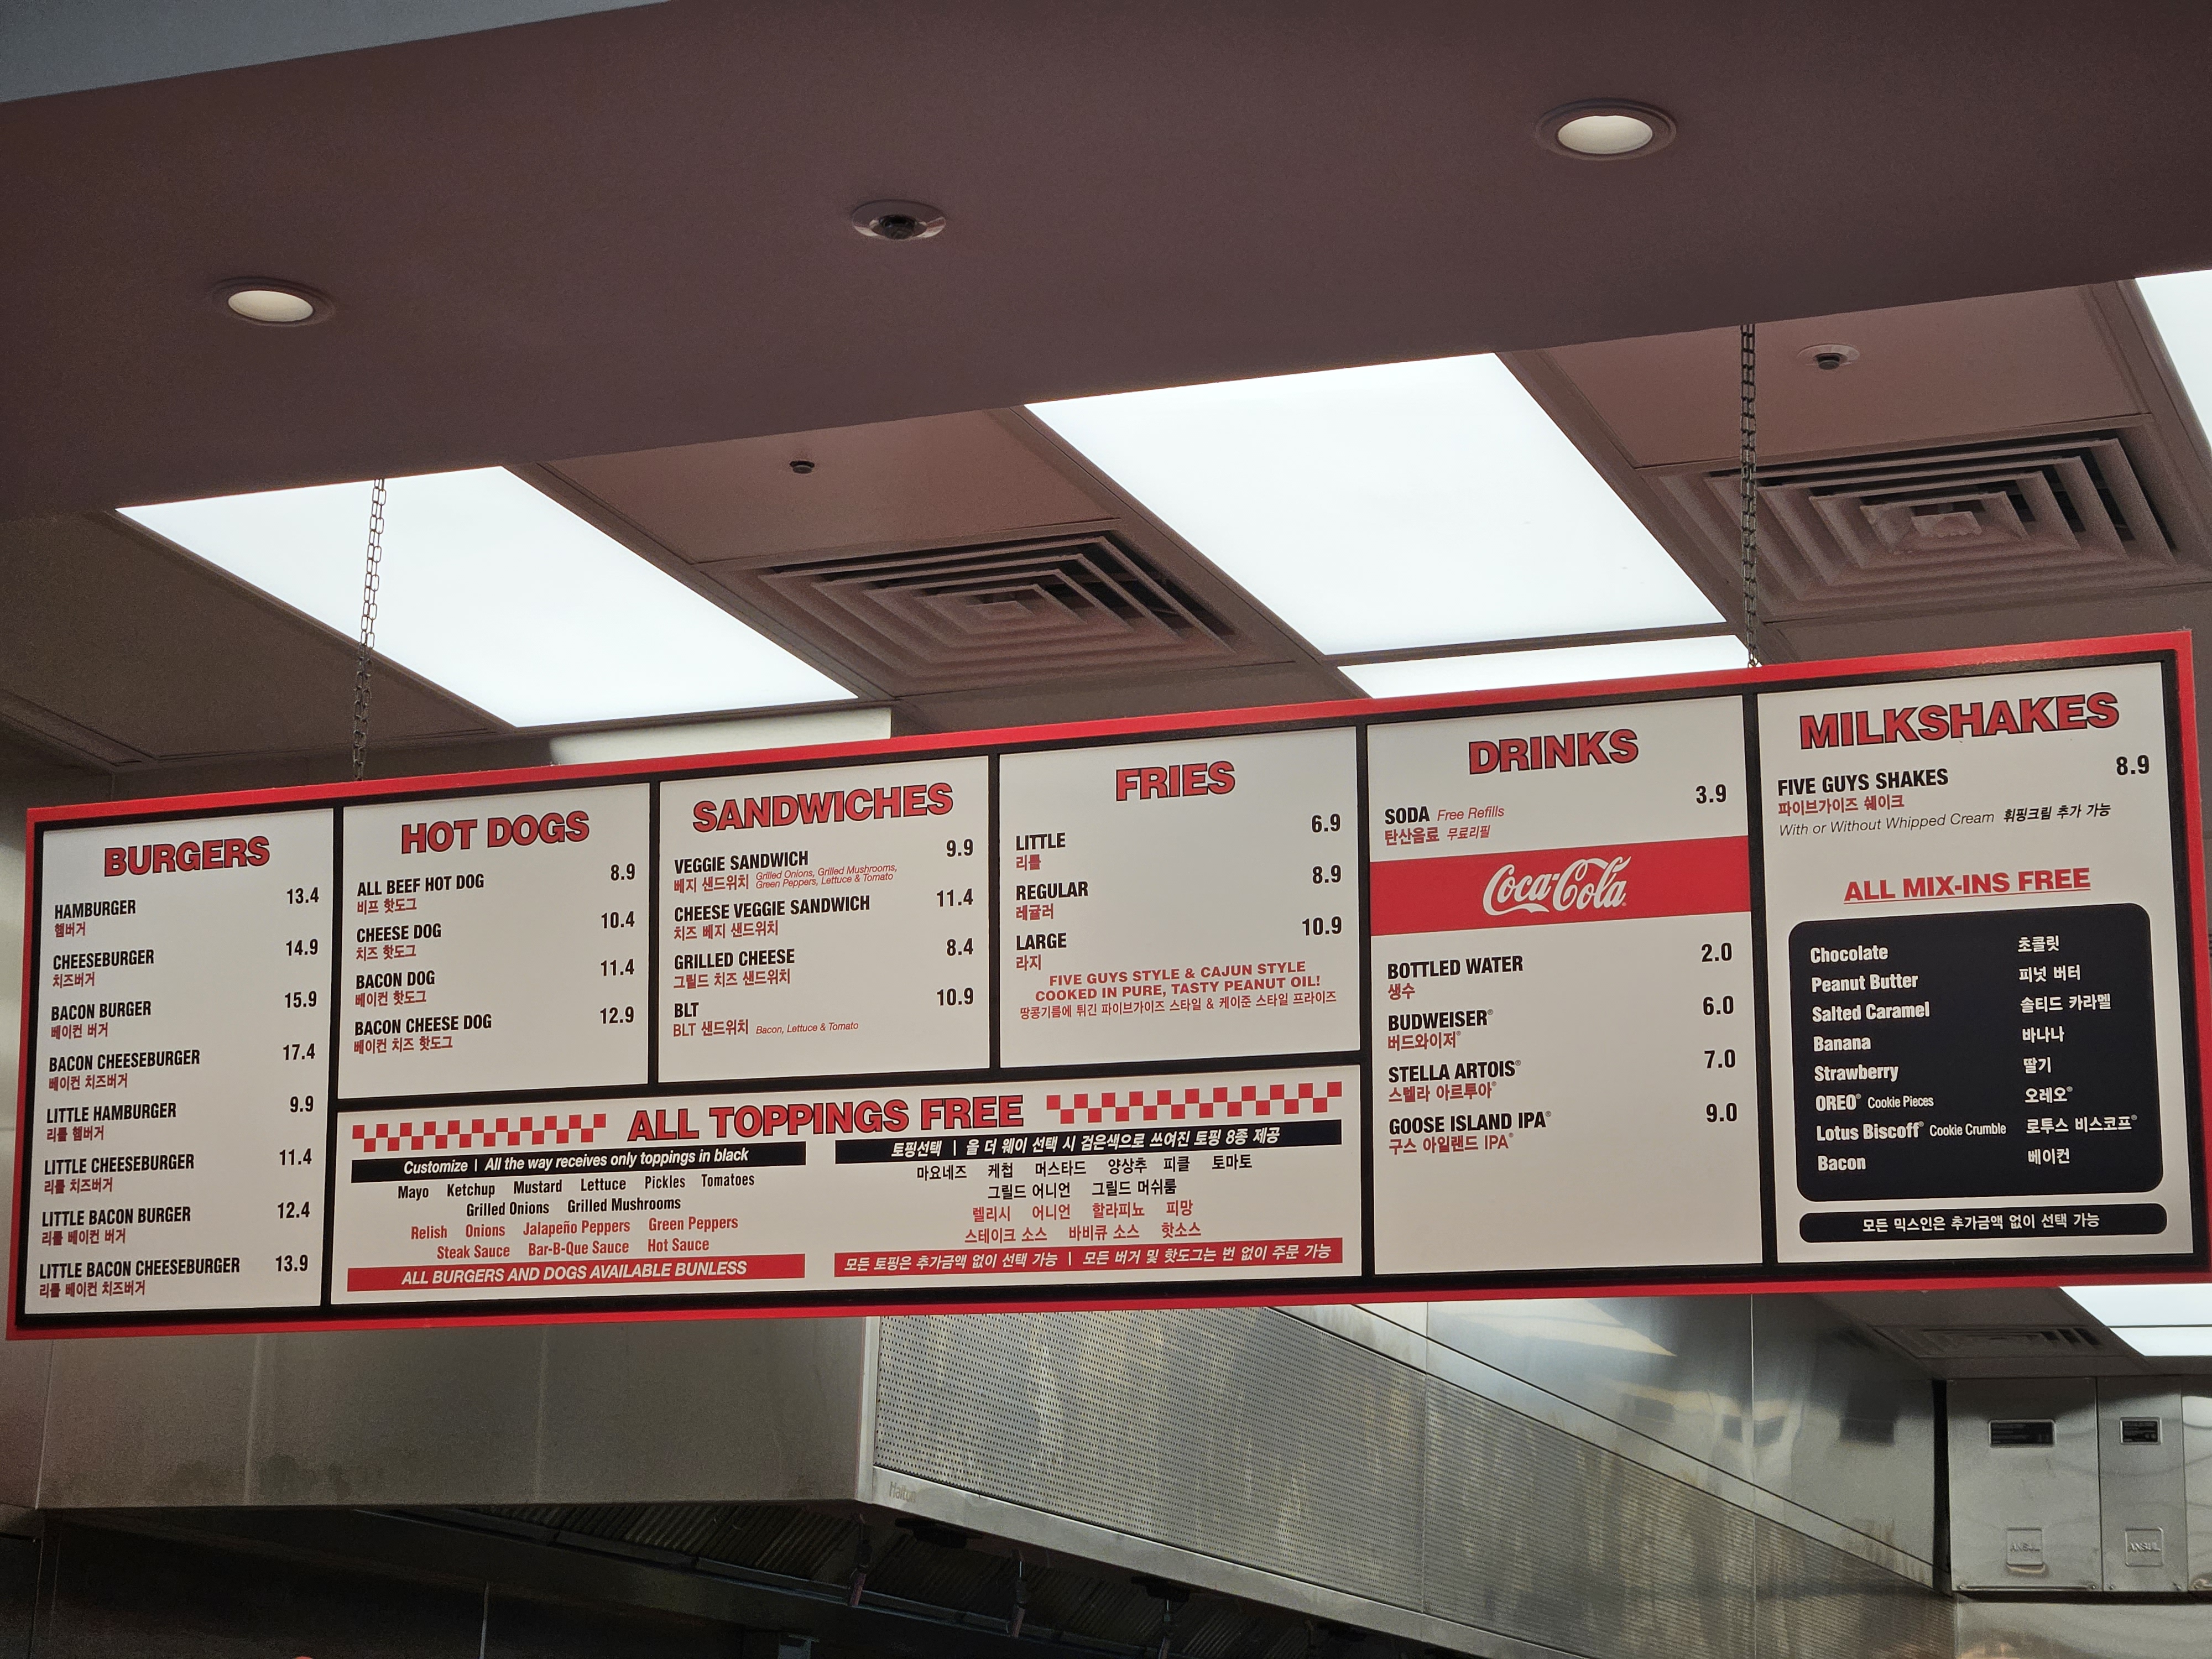 BURGERS
HAMBURGER 13.4
햄버거
CHEESEBURGER 14.9
치즈버거
BACON BURGER 15.9
베이컨 버거
BACON CHEESEBURGER 17.4
베이컨 치즈버거
LITTLE HAMBURGER 9.9
리틀 햄버거
LITTLE CHEESEBURGER 11.4
리틀 치즈버거
LITTLE BACON BURGER 12.4
리틀 베이컨 버거
LITTLE BACON CHEESEBURGER 13.9
리틀 베이컨 치즈버거
HOT DOGS
ALL BEEF HOT DOG 8.9
비프 핫도그
CHEESE DOG 10.4
치즈 핫도그
BACON DOG 11.4
베이컨 핫도그
BACON CHEESE DOG 12.9
베이컨 치즈 핫도그
SANDWICHES
VEGGIE SANDWICH 9.9
베지 샌드위치 Grilled Onions, Grilled Mushrooms,
Green Peppers, Lettuce & Tomato
CHEESE VEGGIE SANDWICH 11.4
치즈 베지 샌드위치
GRILLED CHEESE 8.4
그릴드 치즈 샌드위치
BLT 10.9
BLT 샌드위치 Bacon, Lettuce & Tomato
FRIES
LITTLE 6.9
리틀
REGULAR 8.9
레귤러
LARGE 10.9
라지
FIVE GUYS STYLE & CAJUN STYLE
COOKED IN PURE, TASTY PEANUT OIL!
땅콩기름에 튀긴 파이브가이즈 스타일 & 케이준 스타일 프라이즈
ALL TOPPINGS FREE
Customize | All the way receives only toppings in black
Mayo Ketchup Mustard Lettuce Pickles Tomatoes
Grilled Onions Grilled Mushrooms
Relish Onions Jalapeño Peppers Green Peppers
Steak Sauce Bar-B-Que Sauce Hot Sauce
ALL BURGERS AND DOGS AVAILABLE BUNLESS
토핑선택 | 올 더 웨이 선택 시 검은색으로 쓰여진 토핑 8종 제공
마요네즈 케첩 머스타드 양상추 피클 토마토
그릴드 어니언 그릴드 머쉬룸
렐리시 어니언 할라피뇨 피망
스테이크 소스 바비큐 소스 핫소스
모든 토핑은 추가금액 없이 선택 가능 | 모든 버거 및 핫도그는 번 없이 주문 가능
DRINKS
SODA Free Refills 3.9
탄산음료 무료리필
Coca-Cola
BOTTLED WATER 2.0
생수
BUDWEISER® 6.0
버드와이저®
STELLA ARTOIS® 7.0
스텔라 아르투아®
GOOSE ISLAND IPA® 9.0
구스 아일랜드 IPA®
MILKSHAKES
FIVE GUYS SHAKES 8.9
파이브가이즈 쉐이크
With or Without Whipped Cream 휘핑크림 추가 가능
ALL MIX-INS FREE
Chocolate 초콜릿
Peanut Butter 피넛 버터
Salted Caramel 솔티드 카라멜
Banana 바나나
Strawberry 딸기
OREO® Cookie Pieces 오레오®
Lotus Biscoff® Cookie Crumble 로투스 비스코프®
Bacon 베이컨
모든 믹스인은 추가금액 없이 선택 가능
Halton
ANSUL
ANSUL